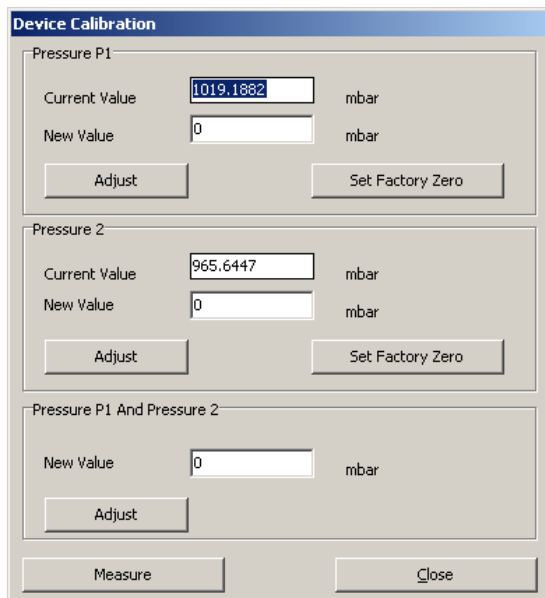 Device Calibration
Pressure P1
Current Value 1019.1882 mbar
New Value 0 mbar
Adjust Set Factory Zero
Pressure 2
Current Value 965.6447 mbar
New Value 0 mbar
Adjust Set Factory Zero
Pressure P1 And Pressure 2
New Value 0 mbar
Adjust
Measure Close